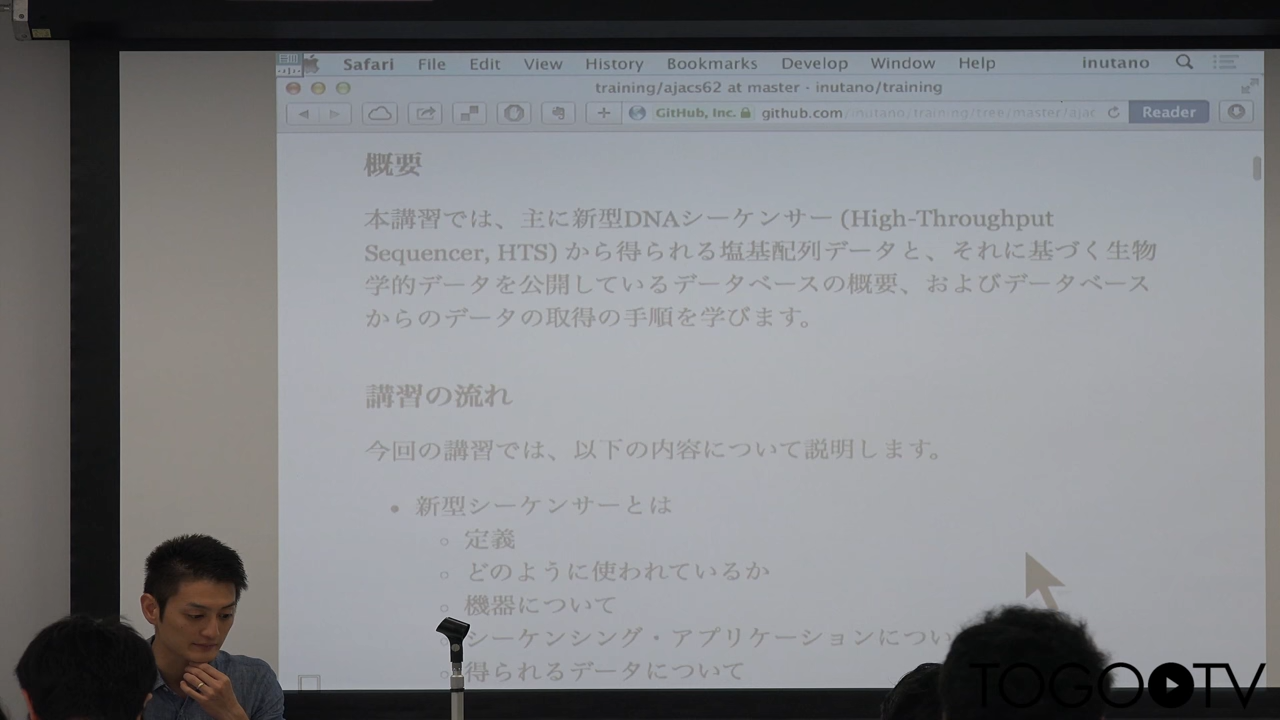 Safari File Edit View History Bookmarks Develop Window Help inutano
training/ajacs62 at master - inutano/training
GitHub, Inc. github.com/inutano/training/tree/master/ajac Reader
概要
本講習では、主に新型DNAシーケンサー (High-Throughput
Sequencer, HTS) から得られる塩基配列データと、それに基づく生物
学的データを公開しているデータベースの概要、およびデータベース
からのデータの取得の手順を学びます。
講習の流れ
今回の講習では、以下の内容について説明します。
• 新型シーケンサーとは
○ 定義
○ どのように使われているか
○ 機器について
○ シーケンシング・アプリケーションについ
○ 得られるデータについて
TOGOTV